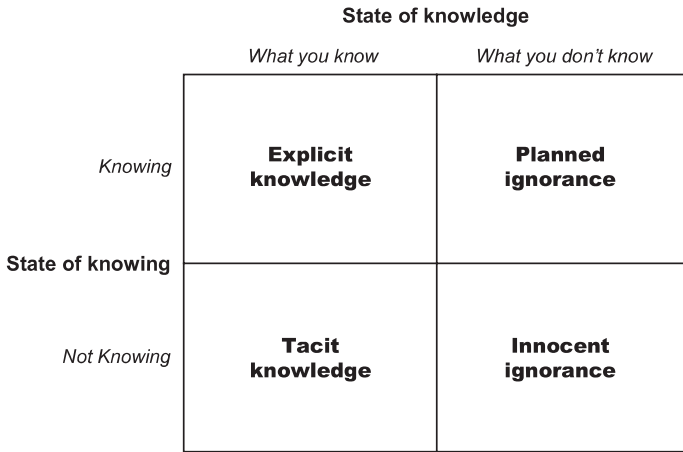 State of knowledge
What you know
What you don't know
Knowing
Explicit
knowledge
Planned
ignorance
State of knowing
Not Knowing
Tacit
knowledge
Innocent
ignorance